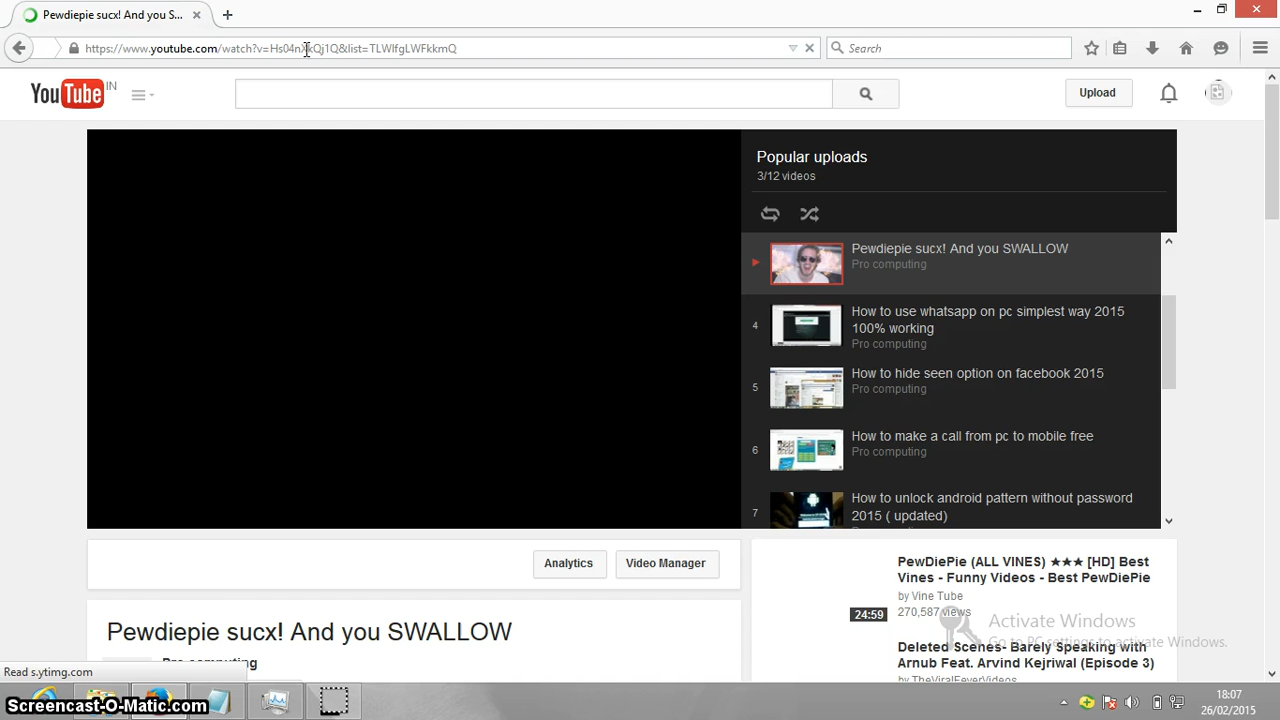 Pewdiepie sucx! And you S...
https://www.youtube.com/watch?v=Hs04nXkQj1Q&list=TLWIfgLWFkkmQ
Search
YouTube IN
Upload
Popular uploads
3/12 videos
Pewdiepie sucx! And you SWALLOW
Pro computing
4
How to use whatsapp on pc simplest way 2015
100% working
Pro computing
5
How to hide seen option on facebook 2015
Pro computing
6
How to make a call from pc to mobile free
Pro computing
7
How to unlock android pattern without password
2015 ( updated)
Analytics
Video Manager
PewDiePie (ALL VINES) ★★★ [HD] Best
Vines - Funny Videos - Best PewDiePie
by Vine Tube
270,587 views
24:59
Deleted Scenes- Barely Speaking with
Arnub Feat. Arvind Kejriwal (Episode 3)
by TheViralFeverVideos
Activate Windows
Go to PC settings to activate Windows.
Pewdiepie sucx! And you SWALLOW
Pro computing
Read s.ytimg.com
Screencast-O-Matic.com
18:07
26/02/2015